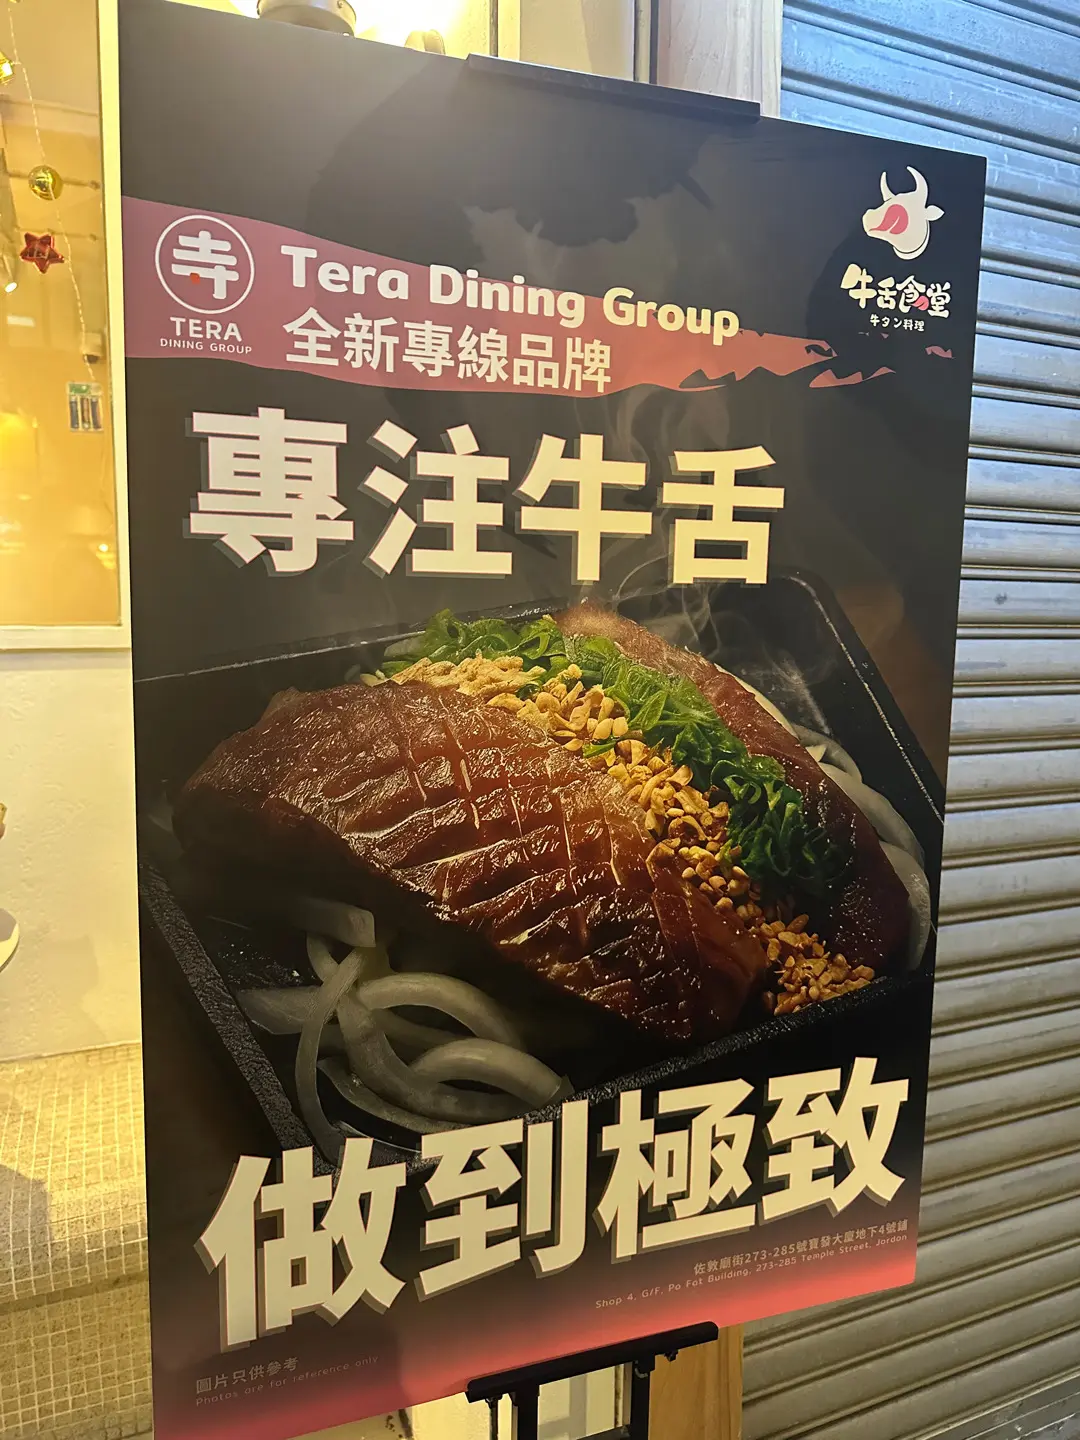 寺
TERA
DINING GROUP
Tera Dining Group
全新專線品牌
牛舌食の堂
牛タン料理
專注牛舌
做到極致
佐敦廟街273-285號寶發大廈地下4號鋪
Shop 4, G/F, Po Fat Building, 273-285 Temple Street, Jordan
圖片只供參考
Photos are for reference only